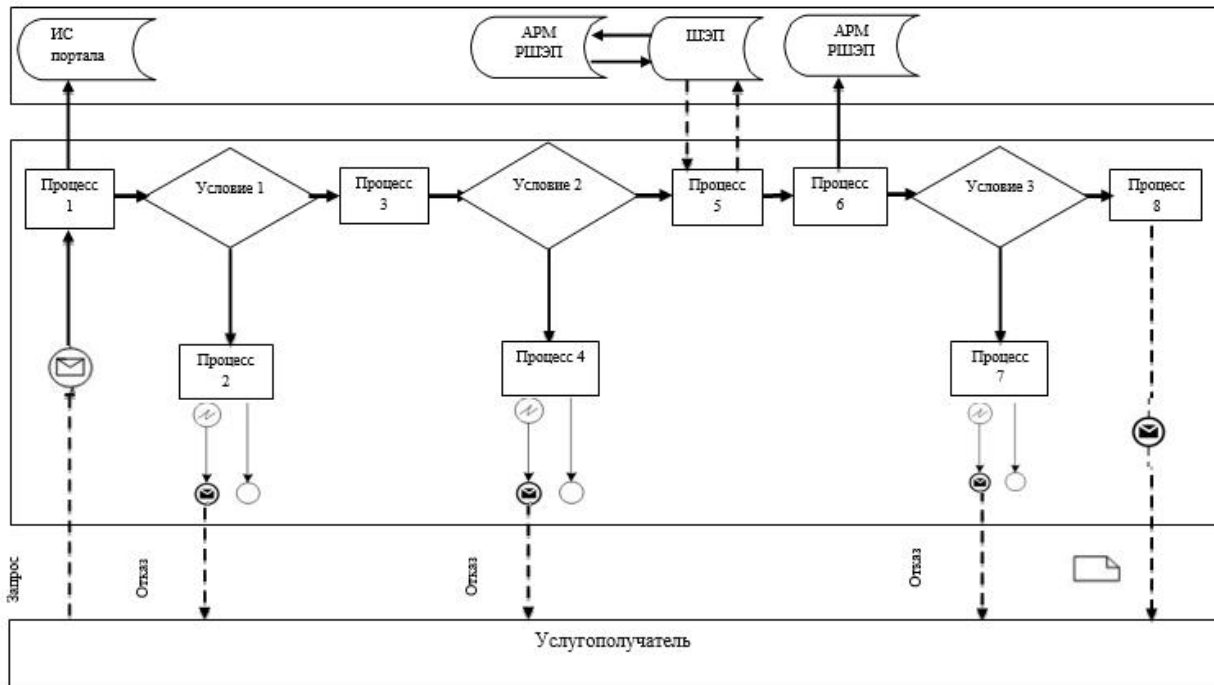 ИС
портала
АРМ
РШЭП
ШЭП
АРМ
РШЭП
Процесс
1
Условие 1
Процесс
3
Условие 2
Процесс
5
Процесс
6
Условие 3
Процесс
8
Процесс
2
Процесс 4
Процесс
7
Запрос
Отказ
Отказ
Отказ
Услугополучатель